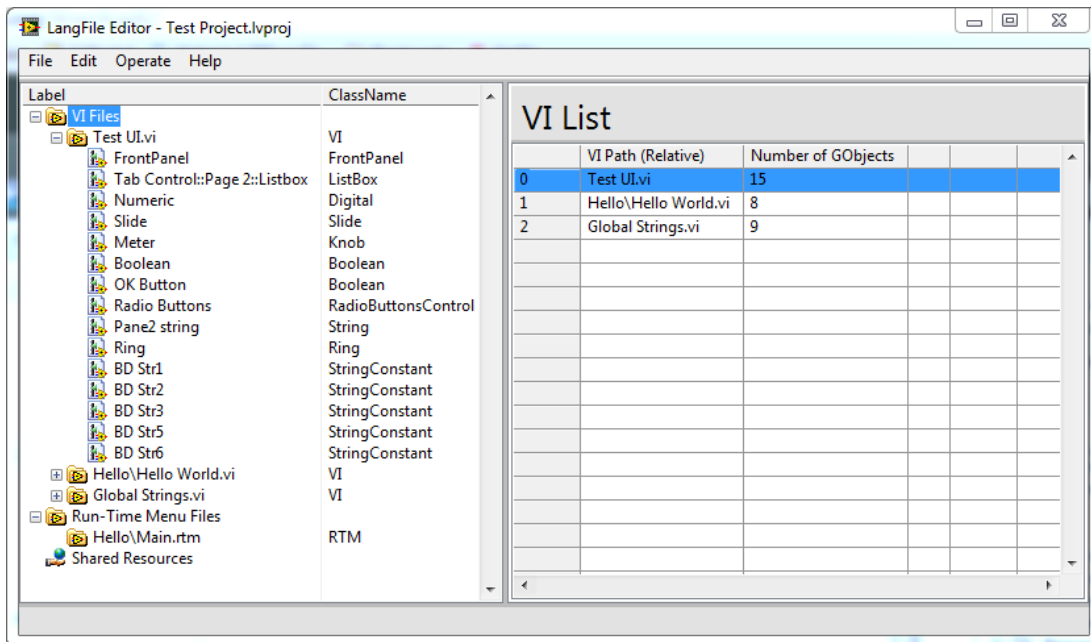 LangFile Editor - Test Project.lvproj
File Edit Operate Help
Label ClassName
VI Files
Test UI.vi VI
FrontPanel FrontPanel
Tab Control::Page 2::Listbox ListBox
Numeric Digital
Slide Slide
Meter Knob
Boolean Boolean
OK Button Boolean
Radio Buttons RadioButtonsControl
Pane2 string String
Ring Ring
BD Str1 StringConstant
BD Str2 StringConstant
BD Str3 StringConstant
BD Str5 StringConstant
BD Str6 StringConstant
Hello\Hello World.vi VI
Global Strings.vi VI
Run-Time Menu Files
Hello\Main.rtm RTM
Shared Resources
VI List
VI Path (Relative) Number of GObjects
0 Test UI.vi 15
1 Hello\Hello World.vi 8
2 Global Strings.vi 9